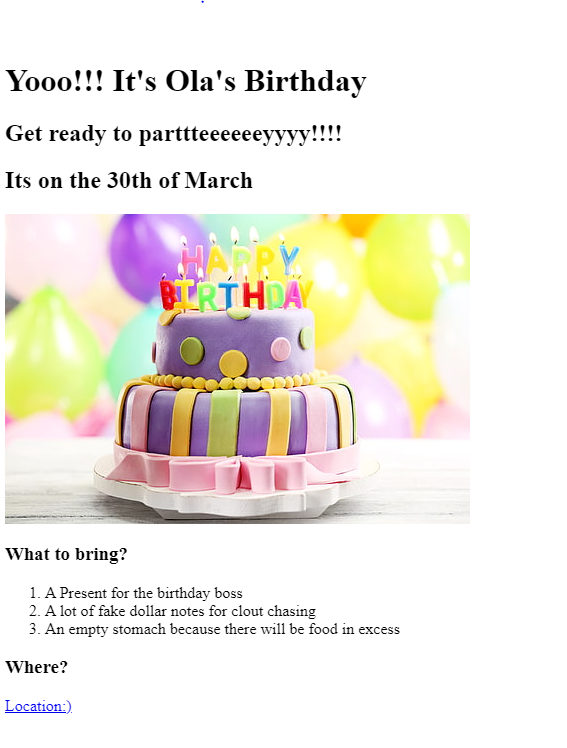 Yooo!!! It's Ola's Birthday
Get ready to parttteeeeeeyyyy!!!!
Its on the 30th of March
HAPPY
BIRTHDAY
What to bring?
1. A Present for the birthday boss
2. A lot of fake dollar notes for clout chasing
3. An empty stomach because there will be food in excess
Where?
Location:)